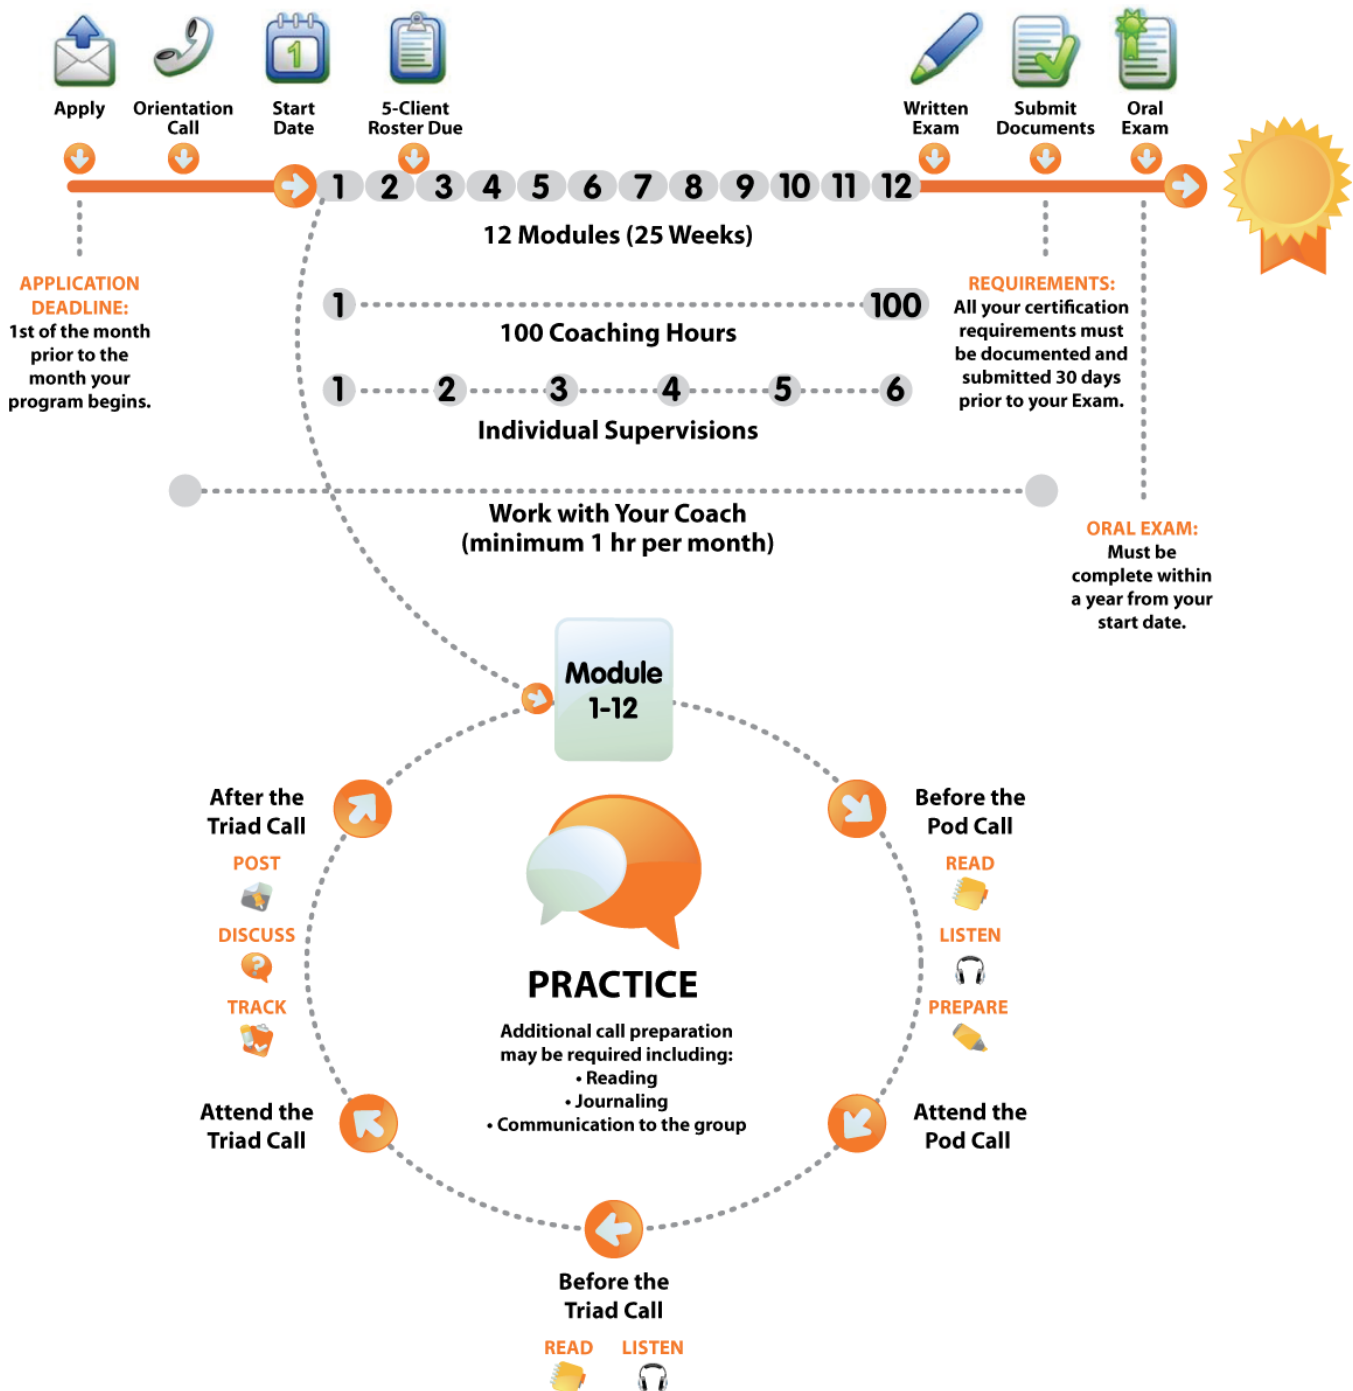 Apply
Orientation
Call
Start
Date
5-Client
Roster Due
Written
Exam
Submit
Documents
Oral
Exam
1
1 2 3 4 5 6 7 8 9 10 11 12
12 Modules (25 Weeks)
APPLICATION
DEADLINE:
1st of the month
prior to the
month your
program begins.
1 100
100 Coaching Hours
1 2 3 4 5 6
Individual Supervisions
REQUIREMENTS:
All your certification
requirements must
be documented and
submitted 30 days
prior to your Exam.
Work with Your Coach
(minimum 1 hr per month)
ORAL EXAM:
Must be
complete within
a year from your
start date.
Module
1-12
Before the
Pod Call
READ
LISTEN
PREPARE
Attend the
Pod Call
Before the
Triad Call
READ LISTEN
Attend the
Triad Call
After the
Triad Call
POST
DISCUSS
?
TRACK
PRACTICE
Additional call preparation
may be required including:
• Reading
• Journaling
• Communication to the group